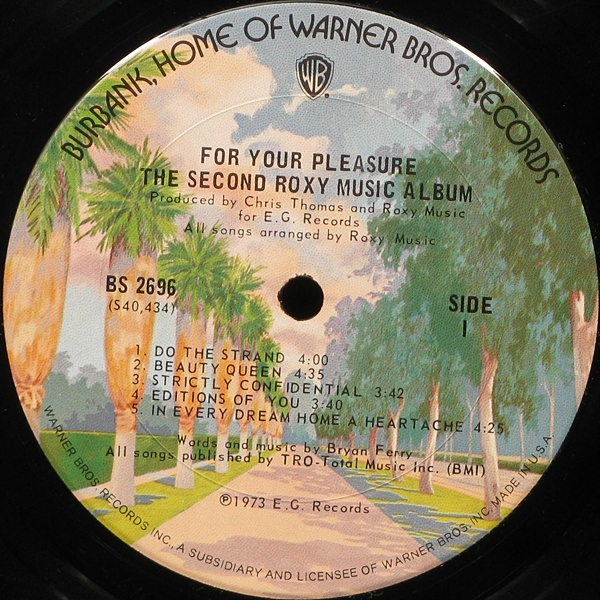 BURBANK, HOME OF WARNER BROS. RECORDS
WB
FOR YOUR PLEASURE
THE SECOND ROXY MUSIC ALBUM
Produced by Chris Thomas and Roxy Music
for E.G. Records
All songs arranged by Roxy Music
BS 2696
(S40,434)
SIDE
1
1. DO THE STRAND 4:00
2. BEAUTY QUEEN 4:35
3. STRICTLY CONFIDENTIAL 3:42
4. EDITIONS OF YOU 3:40
5. IN EVERY DREAM HOME A HEARTACHE 4:25
Words and music by Bryan Ferry
All songs published by TRO-Total Music Inc. (BMI)
℗1973 E.G. Records
WARNER BROS. RECORDS INC., A SUBSIDIARY AND LICENSEE OF WARNER BROS. INC. MADE IN U.S.A.